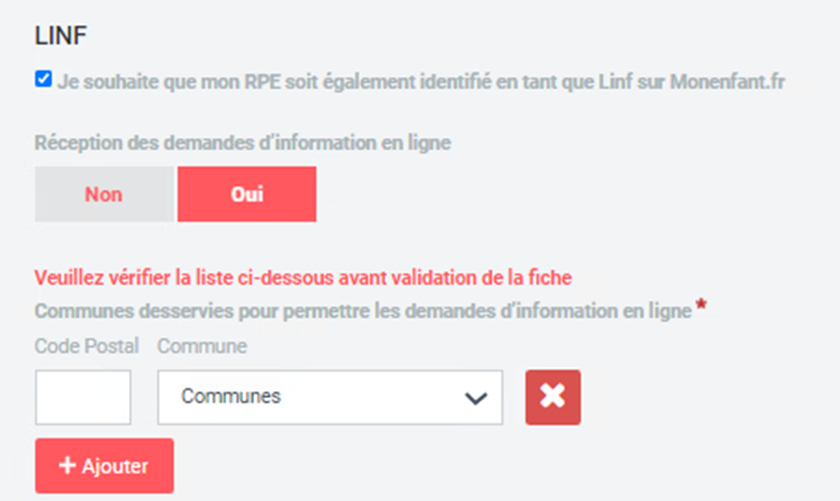 LINF
Je souhaite que mon RPE soit également identifié en tant que Linf sur Monenfant.fr
Réception des demandes d'information en ligne
Non Oui
Veuillez vérifier la liste ci-dessous avant validation de la fiche
Communes desservies pour permettre les demandes d'information en ligne *
Code Postal Commune
Communes
+ Ajouter